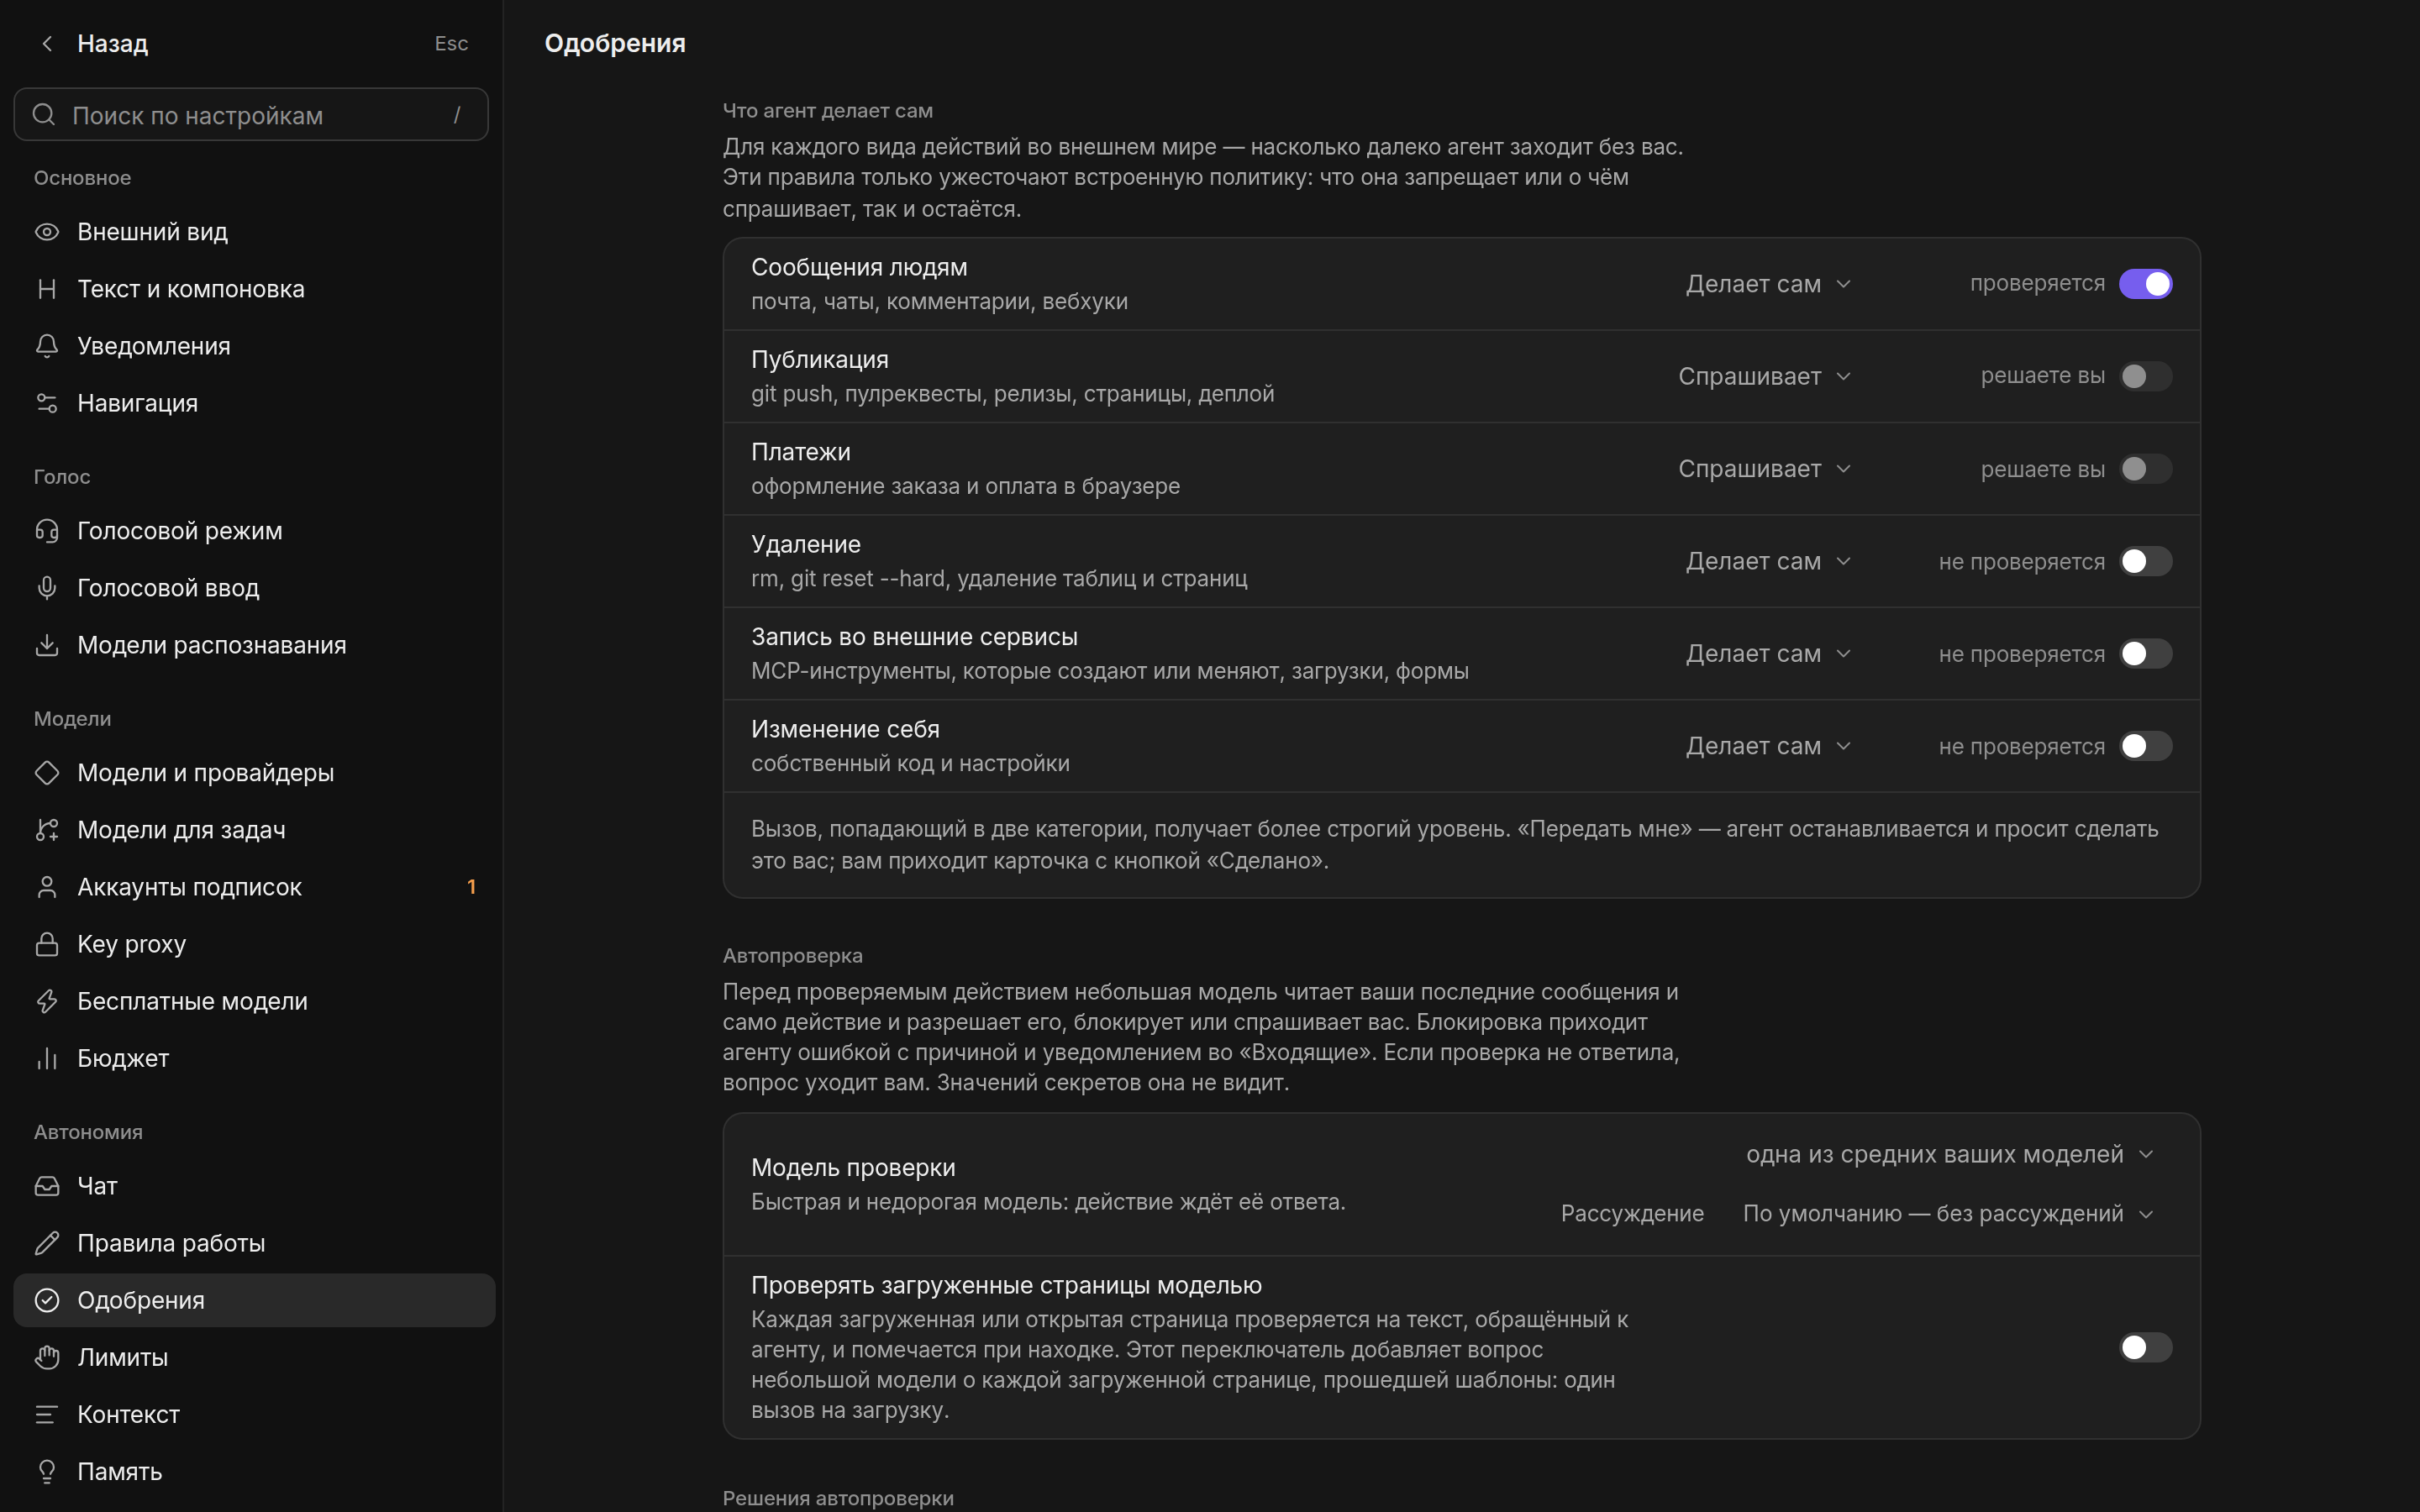 Назад
Esc
Поиск по настройкам
/
Основное
Внешний вид
Текст и компоновка
Уведомления
Навигация
Голос
Голосовой режим
Голосовой ввод
Модели распознавания
Модели
Модели и провайдеры
Модели для задач
Аккаунты подписок
1
Key proxy
Бесплатные модели
Бюджет
Автономия
Чат
Правила работы
Одобрения
Лимиты
Контекст
Память
Одобрения
Что агент делает сам
Для каждого вида действий во внешнем мире — насколько далеко агент заходит без вас.
Эти правила только ужесточают встроенную политику: что она запрещает или о чём
спрашивает, так и остаётся.
Сообщения людям
почта, чаты, комментарии, вебхуки
Делает сам
проверяется
Публикация
git push, пулреквесты, релизы, страницы, деплой
Спрашивает
решаете вы
Платежи
оформление заказа и оплата в браузере
Спрашивает
решаете вы
Удаление
rm, git reset --hard, удаление таблиц и страниц
Делает сам
не проверяется
Запись во внешние сервисы
MCP-инструменты, которые создают или меняют, загрузки, формы
Делает сам
не проверяется
Изменение себя
собственный код и настройки
Делает сам
не проверяется
Вызов, попадающий в две категории, получает более строгий уровень. «Передать мне» — агент останавливается и просит сделать
это вас; вам приходит карточка с кнопкой «Сделано».
Автопроверка
Перед проверяемым действием небольшая модель читает ваши последние сообщения и
само действие и разрешает его, блокирует или спрашивает вас. Блокировка приходит
агенту ошибкой с причиной и уведомлением во «Входящие». Если проверка не ответила,
вопрос уходит вам. Значений секретов она не видит.
Модель проверки
Быстрая и недорогая модель: действие ждёт её ответа.
одна из средних ваших моделей
Рассуждение
По умолчанию — без рассуждений
Проверять загруженные страницы моделью
Каждая загруженная или открытая страница проверяется на текст, обращённый к
агенту, и помечается при находке. Этот переключатель добавляет вопрос
небольшой модели о каждой загруженной странице, прошедшей шаблоны: один
вызов на загрузку.
Решения автопроверки